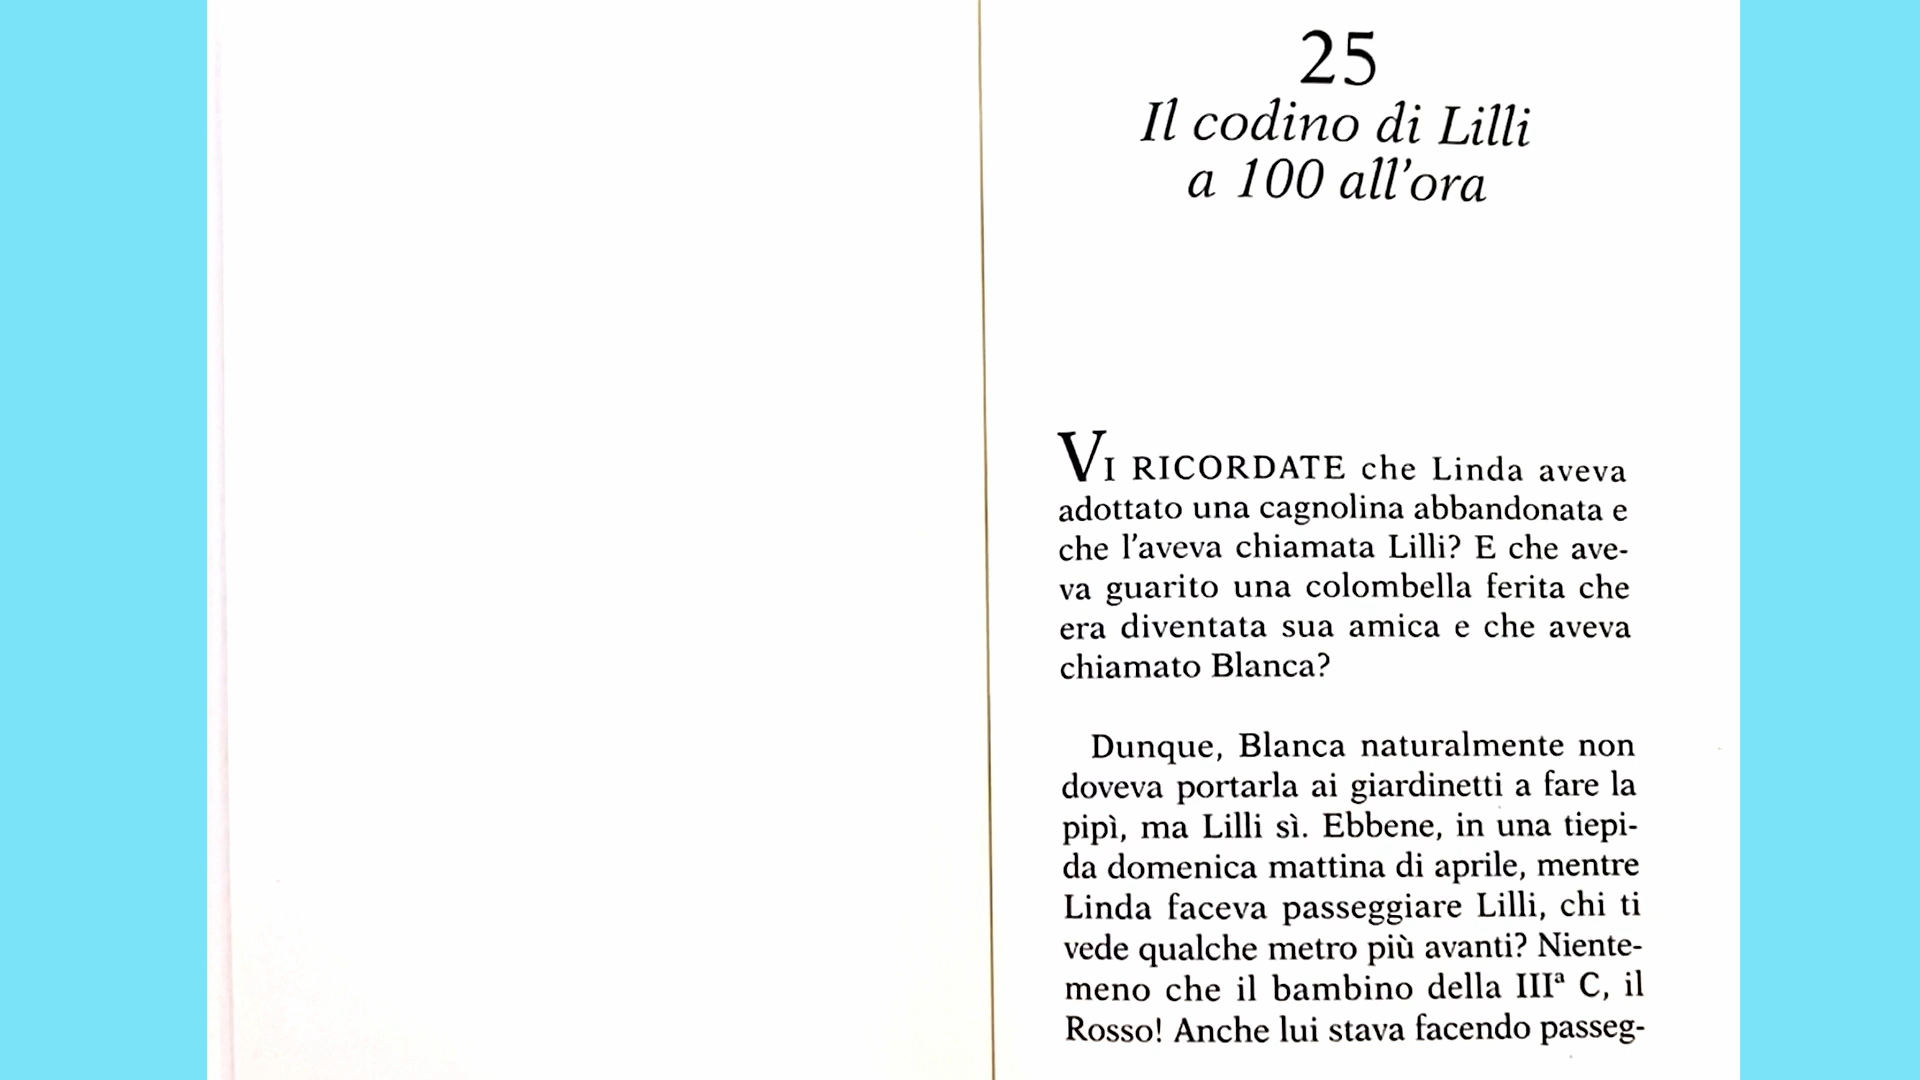 25
Il codino di Lilli
a 100 all'ora
VI RICORDATE che Linda aveva
adottato una cagnolina abbandonata e
che l'aveva chiamata Lilli? E che ave-
va guarito una colombella ferita che
era diventata sua amica e che aveva
chiamato Blanca?
Dunque, Blanca naturalmente non
doveva portarla ai giardinetti a fare la
pipì, ma Lilli sì. Ebbene, in una tiepi-
da domenica mattina di aprile, mentre
Linda faceva passeggiare Lilli, chi ti
vede qualche metro più avanti? Niente-
meno che il bambino della IIIª C, il
Rosso! Anche lui stava facendo passeg-